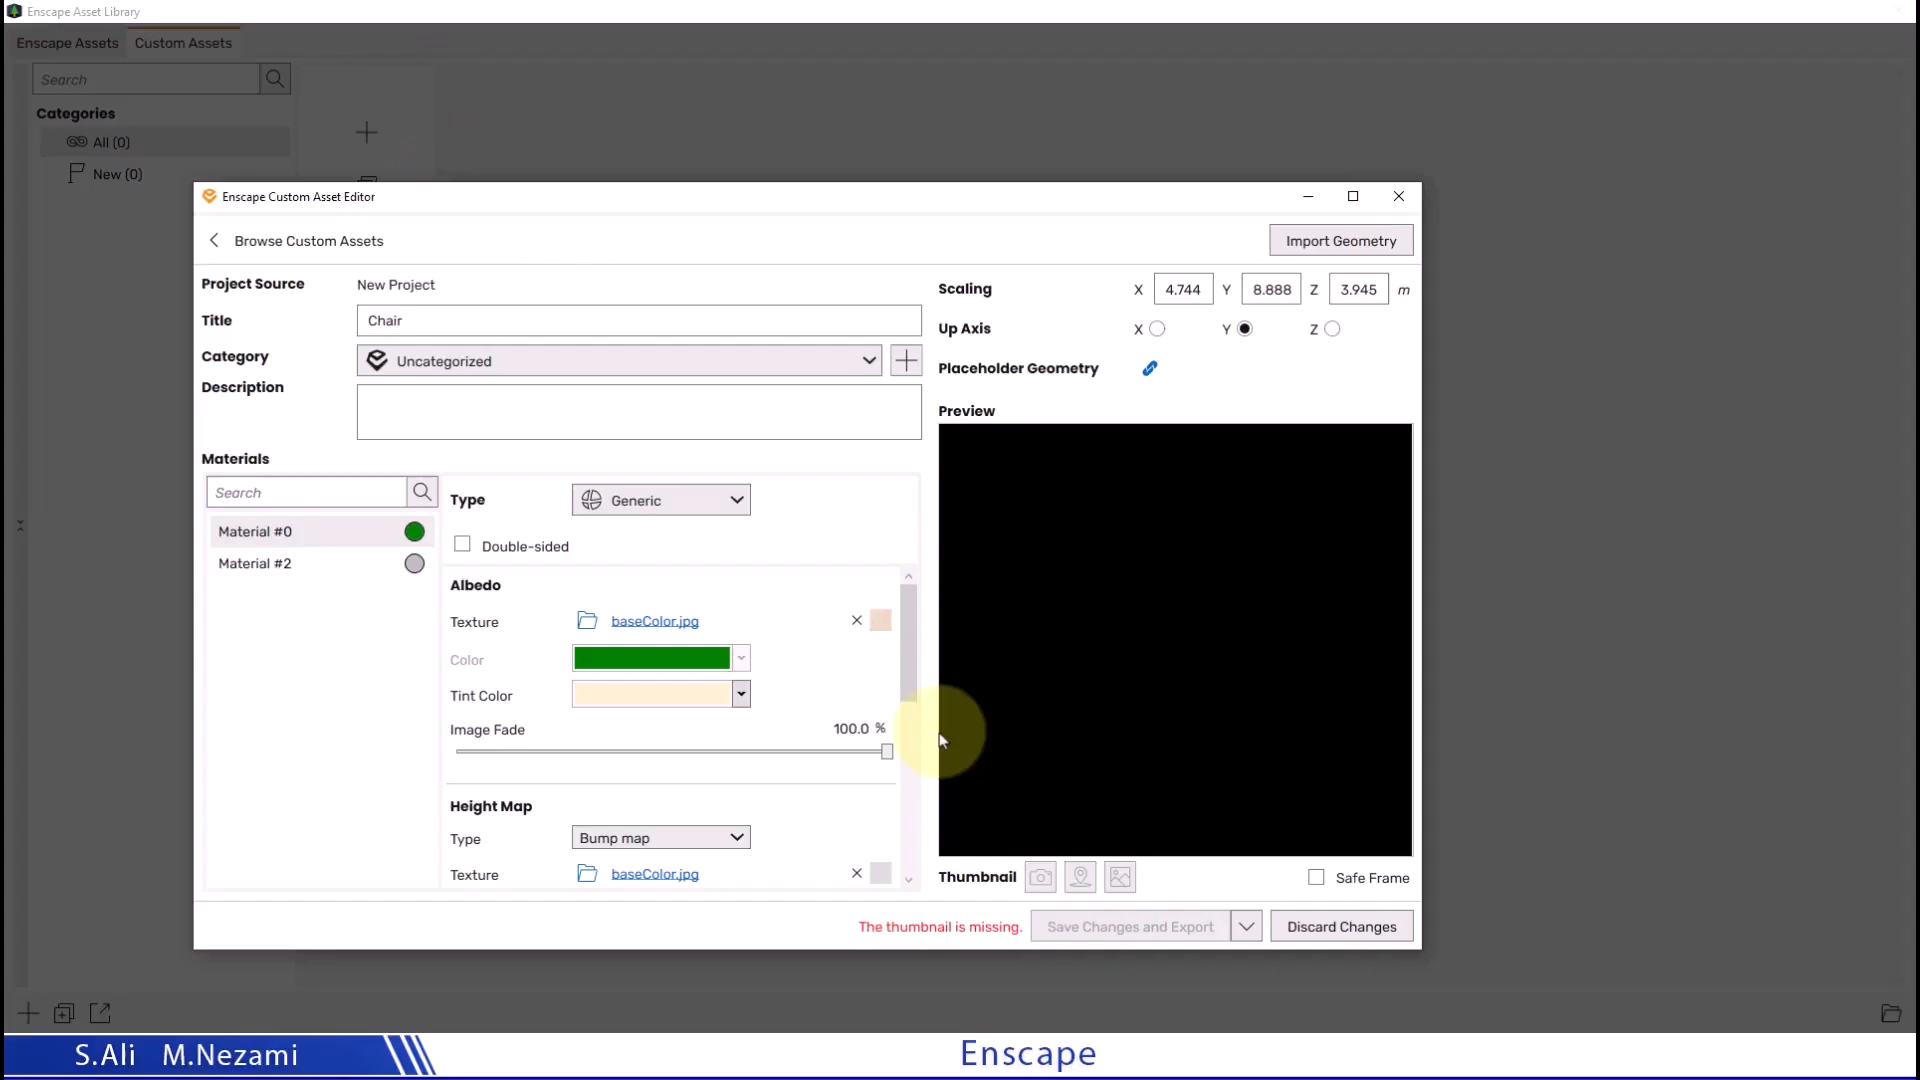 Enscape Asset Library
Enscape Assets Custom Assets
Search
Categories
All (0)
New (0)
Enscape Custom Asset Editor
Browse Custom Assets
Import Geometry
Project Source New Project
Title Chair
Category Uncategorized
Description
Scaling X 4.744 Y 8.888 Z 3.945 m
Up Axis X Y Z
Placeholder Geometry
Preview
Materials
Search
Material #0
Material #2
Type Generic
Double-sided
Albedo
Texture baseColor.jpg
Color
Tint Color
Image Fade 100.0 %
Height Map
Type Bump map
Texture baseColor.jpg
Thumbnail Safe Frame
The thumbnail is missing. Save Changes and Export Discard Changes
S.Ali M.Nezami Enscape